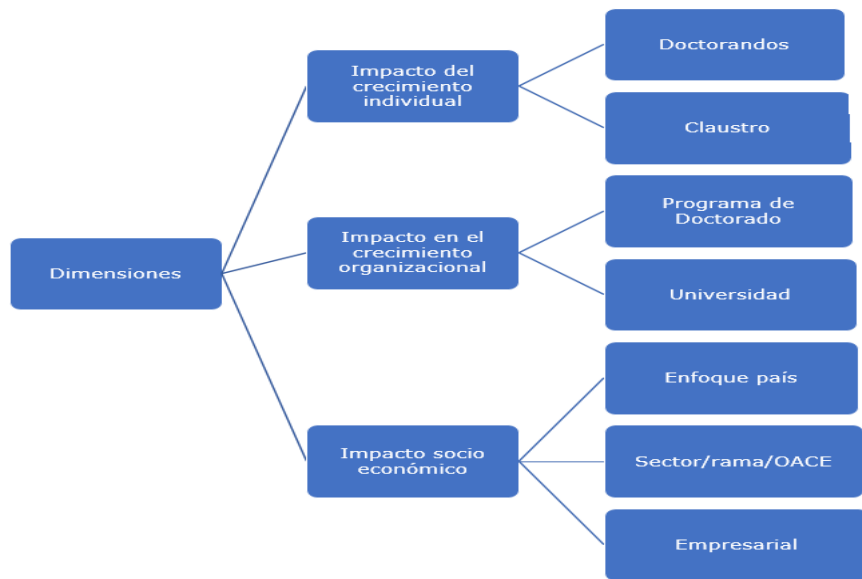 Dimensiones
Impacto del
crecimiento
individual
Doctorandos
Claustro
Impacto en el
crecimiento
organizacional
Programa de
Doctorado
Universidad
Impacto socio
económico
Enfoque país
Sector/rama/OACE
Empresarial